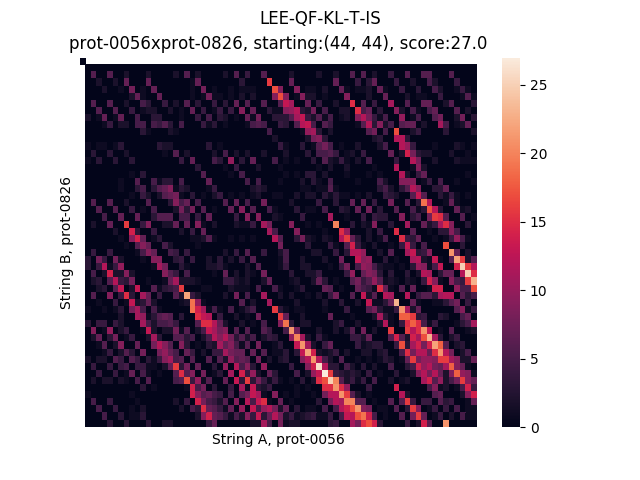 LEE-QF-KL-T-IS
prot-0056xprot-0826, starting:(44, 44), score:27.0
String B, prot-0826
String A, prot-0056
25
20
15
10
5
0